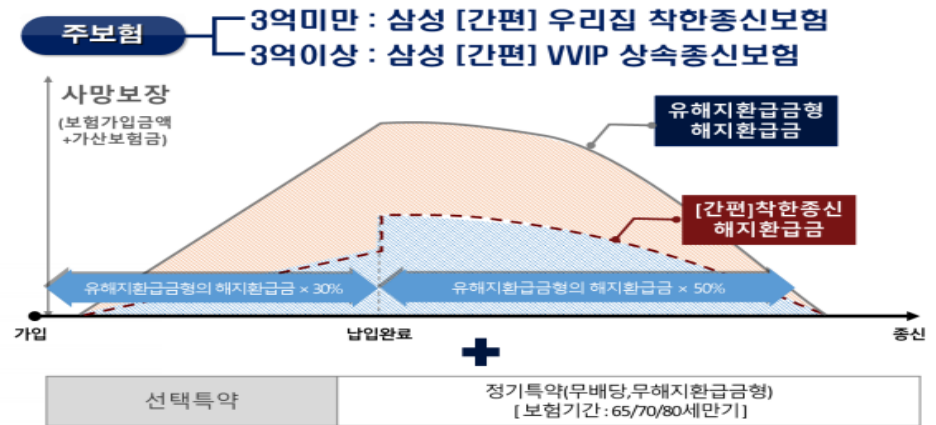 주보험
3억미만 : 삼성 [간편] 우리집 착한종신보험
3억이상 : 삼성 [간편] VVIP 상속종신보험
사망보장
(보험가입금액
+가산보험금)
유해지환급금형
해지환급금
[간편]착한종신
해지환급금
유해지환급금형의 해지환급금 × 30%
유해지환급금형의 해지환급금 × 50%
가입
납입완료
종신
+
선택특약
정기특약(무배당,무해지환급금형)
[ 보험기간 : 65/70/80세만기 ]